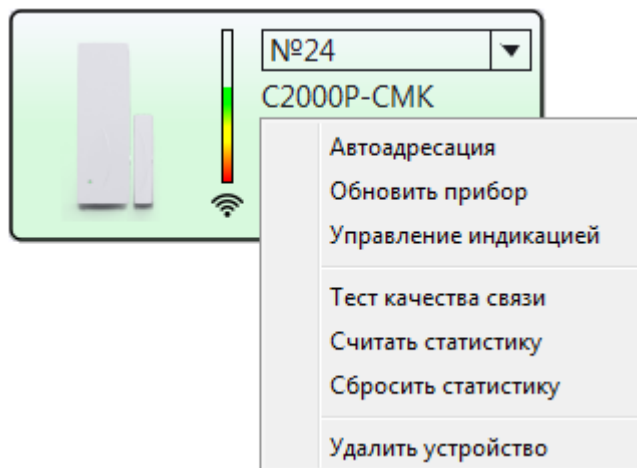 №24
С2000Р-СМК
Автоадресация
Обновить прибор
Управление индикацией
Тест качества связи
Считать статистику
Сбросить статистику
Удалить устройство